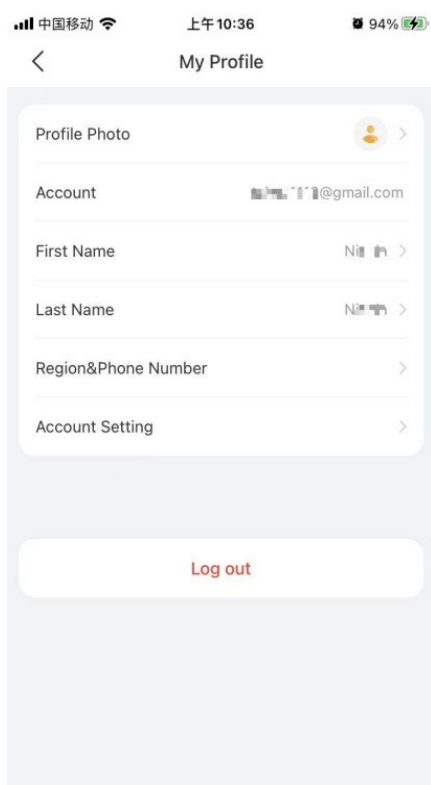 中国移动 上午10:36 94%
My Profile
Profile Photo
Account @gmail.com
First Name
Last Name
Region&Phone Number
Account Setting
Log out